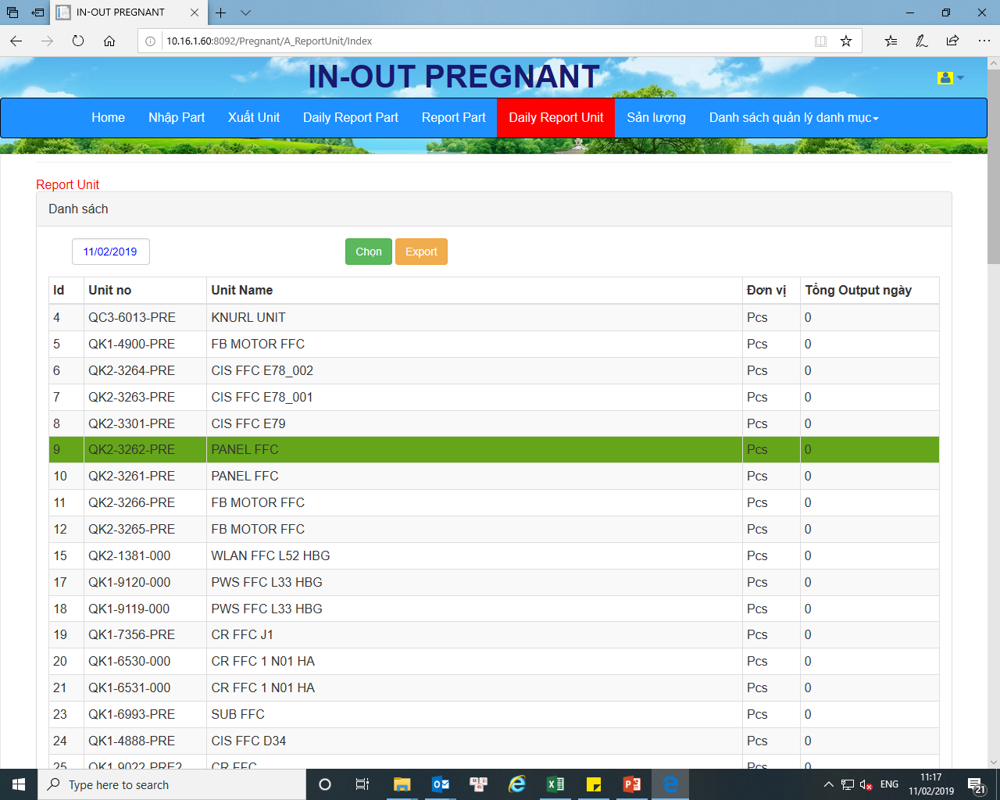 IN-OUT PREGNANT
10.16.1.60:8092/Pregnant/A_ReportUnit/Index
IN-OUT PREGNANT
Home Nhập Part Xuất Unit Daily Report Part Report Part Daily Report Unit Sản lượng Danh sách quản lý danh mục
Report Unit
Danh sách
11/02/2019 Chọn Export
Id Unit no Unit Name Đơn vị Tổng Output ngày
4 QC3-6013-PRE KNURL UNIT Pcs 0
5 QK1-4900-PRE FB MOTOR FFC Pcs 0
6 QK2-3264-PRE CIS FFC E78_002 Pcs 0
7 QK2-3263-PRE CIS FFC E78_001 Pcs 0
8 QK2-3301-PRE CIS FFC E79 Pcs 0
9 QK2-3262-PRE PANEL FFC Pcs 0
10 QK2-3261-PRE PANEL FFC Pcs 0
11 QK2-3266-PRE FB MOTOR FFC Pcs 0
12 QK2-3265-PRE FB MOTOR FFC Pcs 0
15 QK2-1381-000 WLAN FFC L52 HBG Pcs 0
17 QK1-9120-000 PWS FFC L33 HBG Pcs 0
18 QK1-9119-000 PWS FFC L33 HBG Pcs 0
19 QK1-7356-PRE CR FFC J1 Pcs 0
20 QK1-6530-000 CR FFC 1 N01 HA Pcs 0
21 QK1-6531-000 CR FFC 1 N01 HA Pcs 0
23 QK1-6993-PRE SUB FFC Pcs 0
24 QK1-4888-PRE CIS FFC D34 Pcs 0
25 QK1-9022-PRE2 CR FFC Pcs 0
Type here to search
ENG
11:17
11/02/2019
21